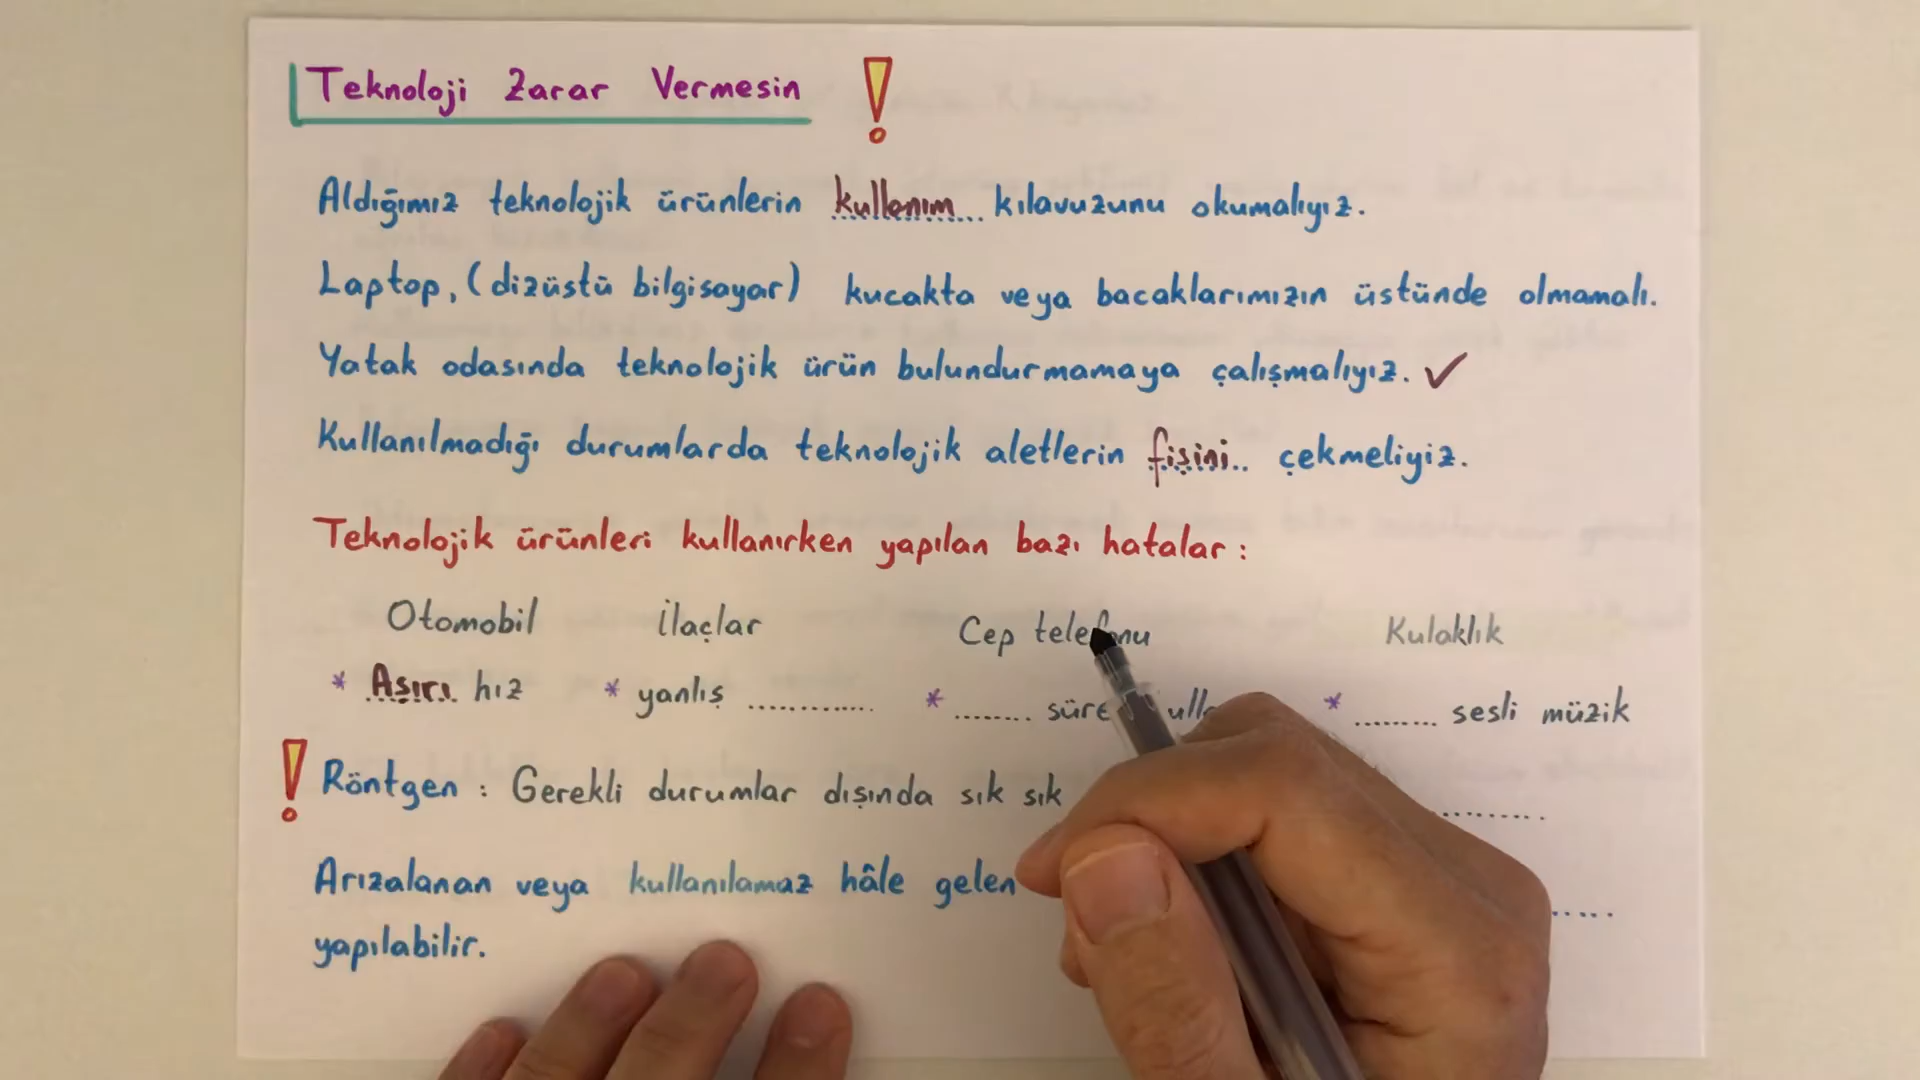 Teknoloji Zarar Vermesin !
Aldığımız teknolojik ürünlerin kullanım... kılavuzunu okumalıyız.
Laptop, (dizüstü bilgisayar) kucakta veya bacaklarımızın üstünde olmamalı.
Yatak odasında teknolojik ürün bulundurmamaya çalışmalıyız. ✓
Kullanılmadığı durumlarda teknolojik aletlerin fişini.. çekmeliyiz.
Teknolojik ürünleri kullanırken yapılan bazı hatalar :
Otomobil İlaçlar Cep telefonu Kulaklık
* Aşırı hız * yanlış ............ * ........ süre * ......... sesli müzik
! Röntgen : Gerekli durumlar dışında sık sık ..........
Arızalanan veya kullanılamaz hâle gelen .....
yapılabilir.